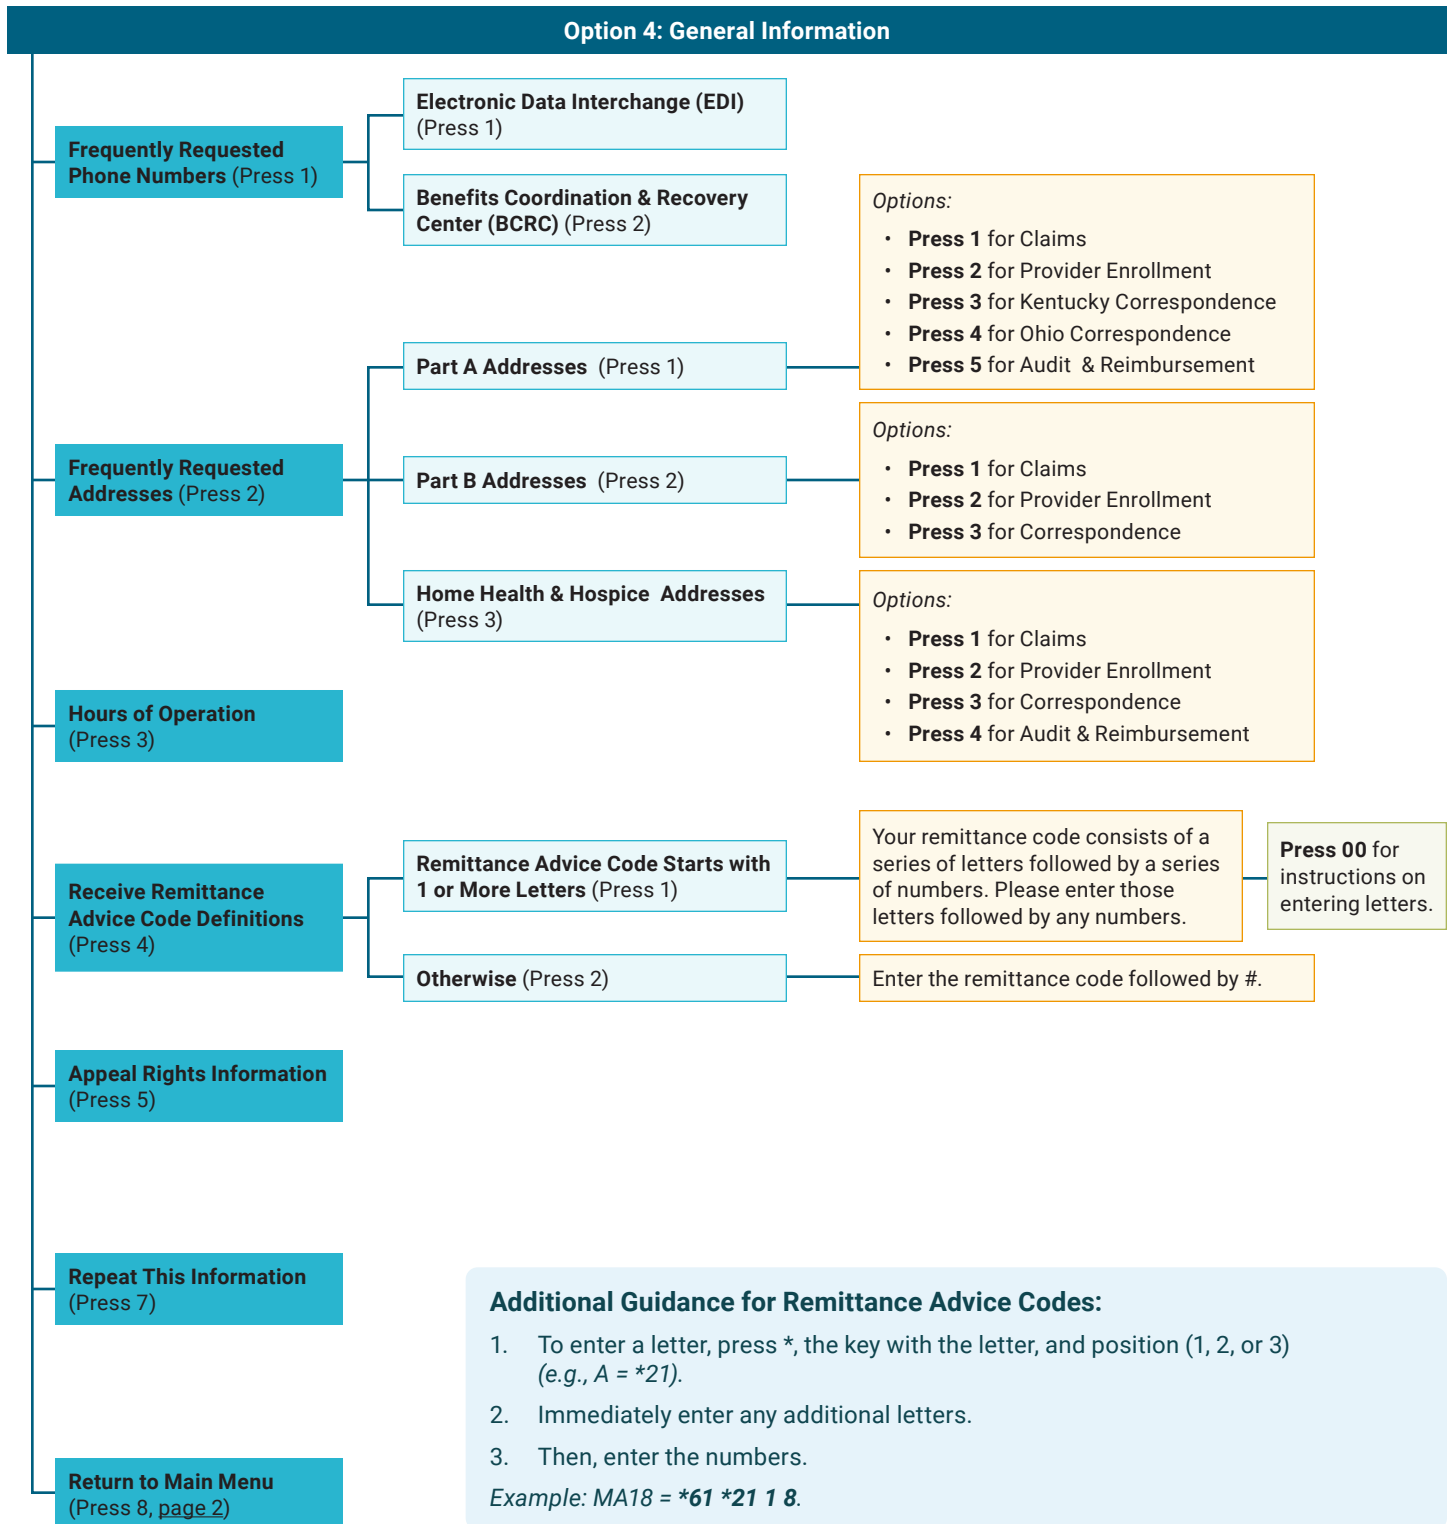 Option 4: General Information
Frequently Requested
Phone Numbers (Press 1)
Electronic Data Interchange (EDI)
(Press 1)
Benefits Coordination & Recovery
Center (BCRC) (Press 2)
Frequently Requested
Addresses (Press 2)
Part A Addresses (Press 1)
Options:
• Press 1 for Claims
• Press 2 for Provider Enrollment
• Press 3 for Kentucky Correspondence
• Press 4 for Ohio Correspondence
• Press 5 for Audit & Reimbursement
Part B Addresses (Press 2)
Options:
• Press 1 for Claims
• Press 2 for Provider Enrollment
• Press 3 for Correspondence
Home Health & Hospice Addresses
(Press 3)
Options:
• Press 1 for Claims
• Press 2 for Provider Enrollment
• Press 3 for Correspondence
• Press 4 for Audit & Reimbursement
Hours of Operation
(Press 3)
Receive Remittance
Advice Code Definitions
(Press 4)
Remittance Advice Code Starts with
1 or More Letters (Press 1)
Your remittance code consists of a
series of letters followed by a series
of numbers. Please enter those
letters followed by any numbers.
Press 00 for
instructions on
entering letters.
Otherwise (Press 2)
Enter the remittance code followed by #.
Appeal Rights Information
(Press 5)
Repeat This Information
(Press 7)
Return to Main Menu
(Press 8, page 2)
Additional Guidance for Remittance Advice Codes:
1. To enter a letter, press *, the key with the letter, and position (1, 2, or 3)
(e.g., A = *21).
2. Immediately enter any additional letters.
3. Then, enter the numbers.
Example: MA18 = *61 *21 1 8.